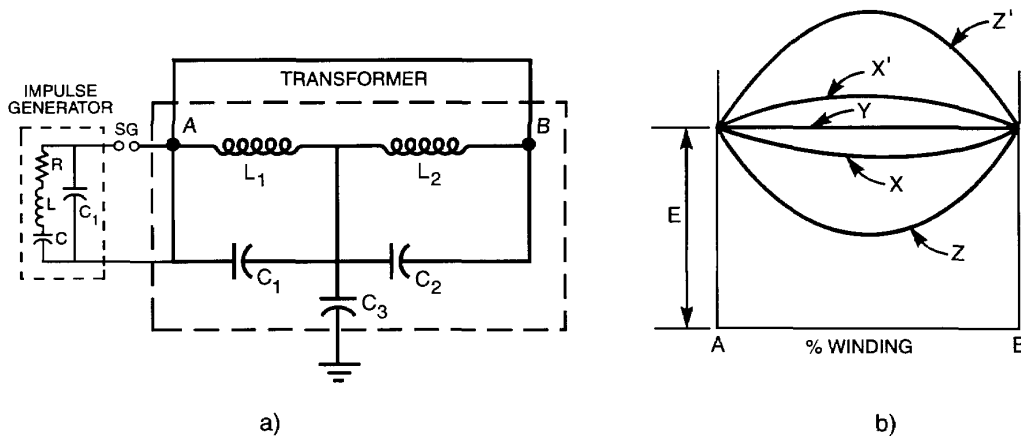 TRANSFORMER
IMPULSE
GENERATOR
SG
A
B
R
L
C
C1
L1
L2
C1
C2
C3
a)
Z'
X'
Y
X
Z
E
A
% WINDING
B
b)